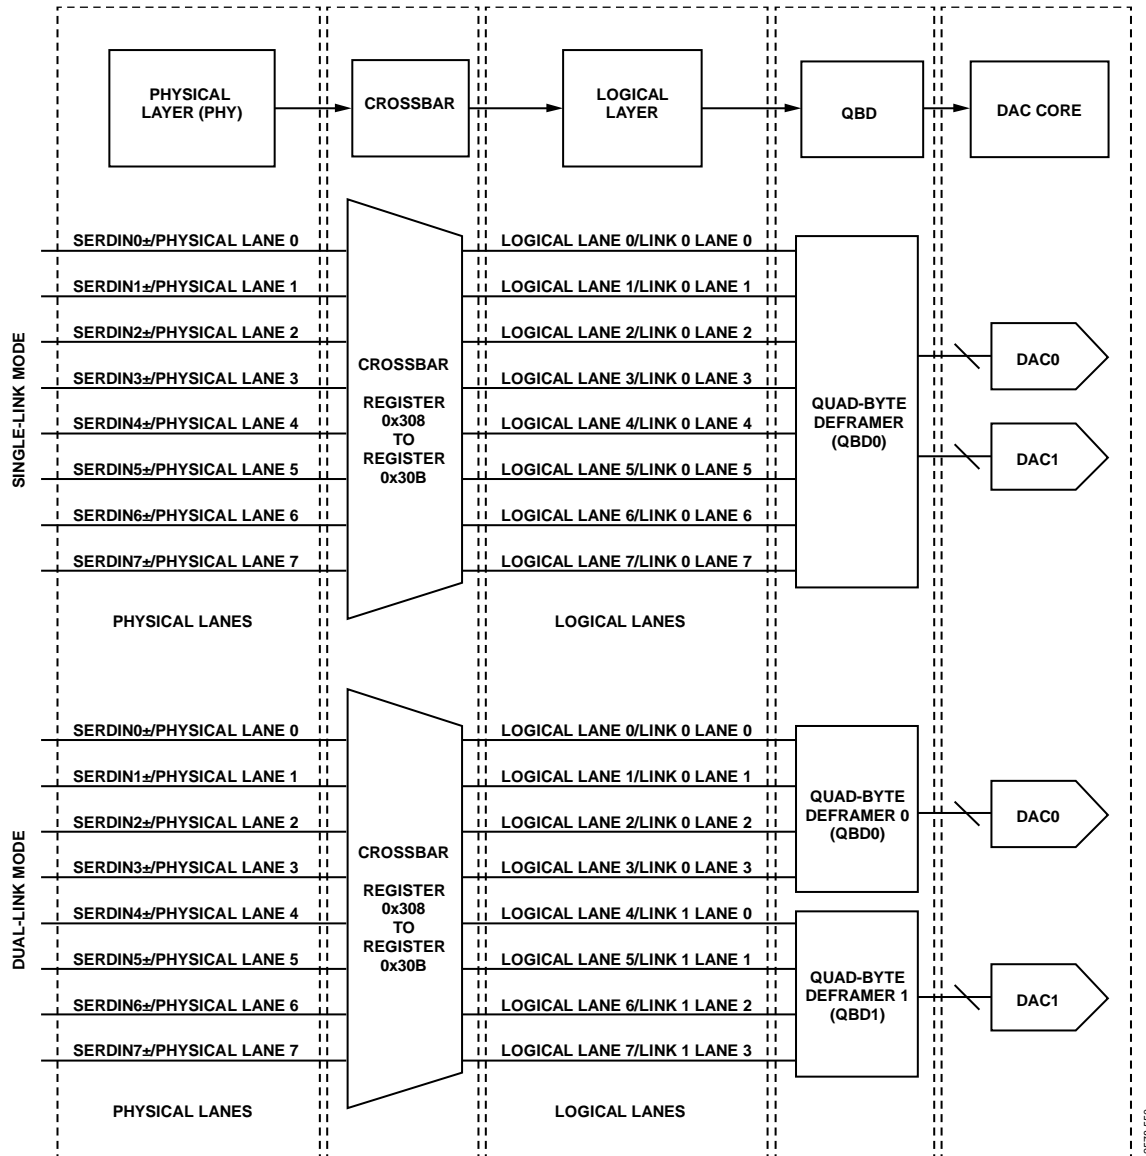 PHYSICAL
LAYER (PHY)
CROSSBAR
LOGICAL
LAYER
QBD
DAC CORE
SINGLE-LINK MODE
SERDIN0±/PHYSICAL LANE 0
SERDIN1±/PHYSICAL LANE 1
SERDIN2±/PHYSICAL LANE 2
SERDIN3±/PHYSICAL LANE 3
SERDIN4±/PHYSICAL LANE 4
SERDIN5±/PHYSICAL LANE 5
SERDIN6±/PHYSICAL LANE 6
SERDIN7±/PHYSICAL LANE 7
PHYSICAL LANES
CROSSBAR
REGISTER
0x308
TO
REGISTER
0x30B
LOGICAL LANE 0/LINK 0 LANE 0
LOGICAL LANE 1/LINK 0 LANE 1
LOGICAL LANE 2/LINK 0 LANE 2
LOGICAL LANE 3/LINK 0 LANE 3
LOGICAL LANE 4/LINK 0 LANE 4
LOGICAL LANE 5/LINK 0 LANE 5
LOGICAL LANE 6/LINK 0 LANE 6
LOGICAL LANE 7/LINK 0 LANE 7
LOGICAL LANES
QUAD-BYTE
DEFRAMER
(QBD0)
DAC0
DAC1
DUAL-LINK MODE
SERDIN0±/PHYSICAL LANE 0
SERDIN1±/PHYSICAL LANE 1
SERDIN2±/PHYSICAL LANE 2
SERDIN3±/PHYSICAL LANE 3
SERDIN4±/PHYSICAL LANE 4
SERDIN5±/PHYSICAL LANE 5
SERDIN6±/PHYSICAL LANE 6
SERDIN7±/PHYSICAL LANE 7
PHYSICAL LANES
CROSSBAR
REGISTER
0x308
TO
REGISTER
0x30B
LOGICAL LANE 0/LINK 0 LANE 0
LOGICAL LANE 1/LINK 0 LANE 1
LOGICAL LANE 2/LINK 0 LANE 2
LOGICAL LANE 3/LINK 0 LANE 3
LOGICAL LANE 4/LINK 1 LANE 0
LOGICAL LANE 5/LINK 1 LANE 1
LOGICAL LANE 6/LINK 1 LANE 2
LOGICAL LANE 7/LINK 1 LANE 3
LOGICAL LANES
QUAD-BYTE
DEFRAMER 0
(QBD0)
QUAD-BYTE
DEFRAMER 1
(QBD1)
DAC0
DAC1